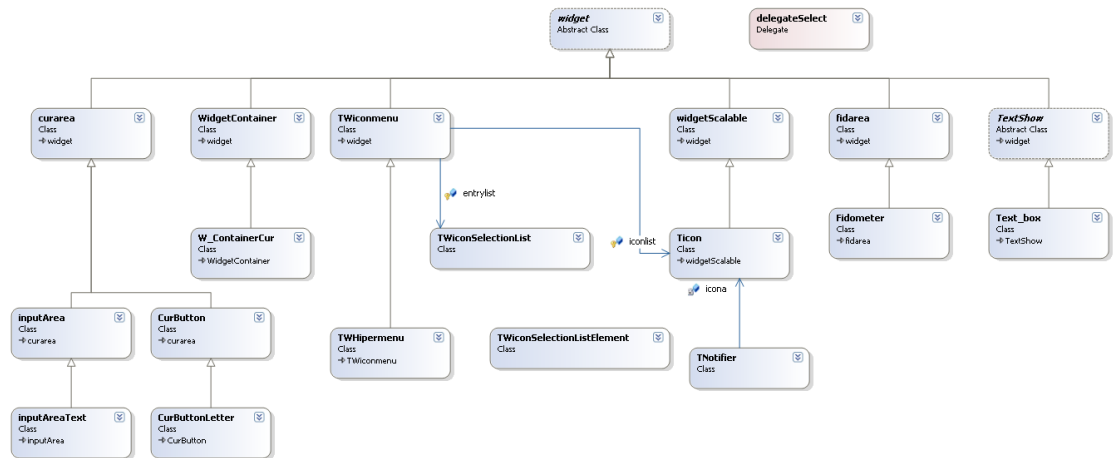 widget
Abstract Class
delegateSelect
Delegate
curarea
Class
widget
WidgetContainer
Class
widget
TWiconmenu
Class
widget
widgetScalable
Class
widget
fidarea
Class
widget
TextShow
Abstract Class
widget
entrylist
W_ContainerCur
Class
WidgetContainer
TWiconSelectionList
Class
iconlist
Ticon
Class
widgetScalable
Fidometer
Class
fidarea
Text_box
Class
TextShow
icona
inputArea
Class
curarea
CurButton
Class
curarea
TWHipermenu
Class
TWiconmenu
TWiconSelectionListElement
Class
TNotifier
Class
inputAreaText
Class
inputArea
CurButtonLetter
Class
CurButton